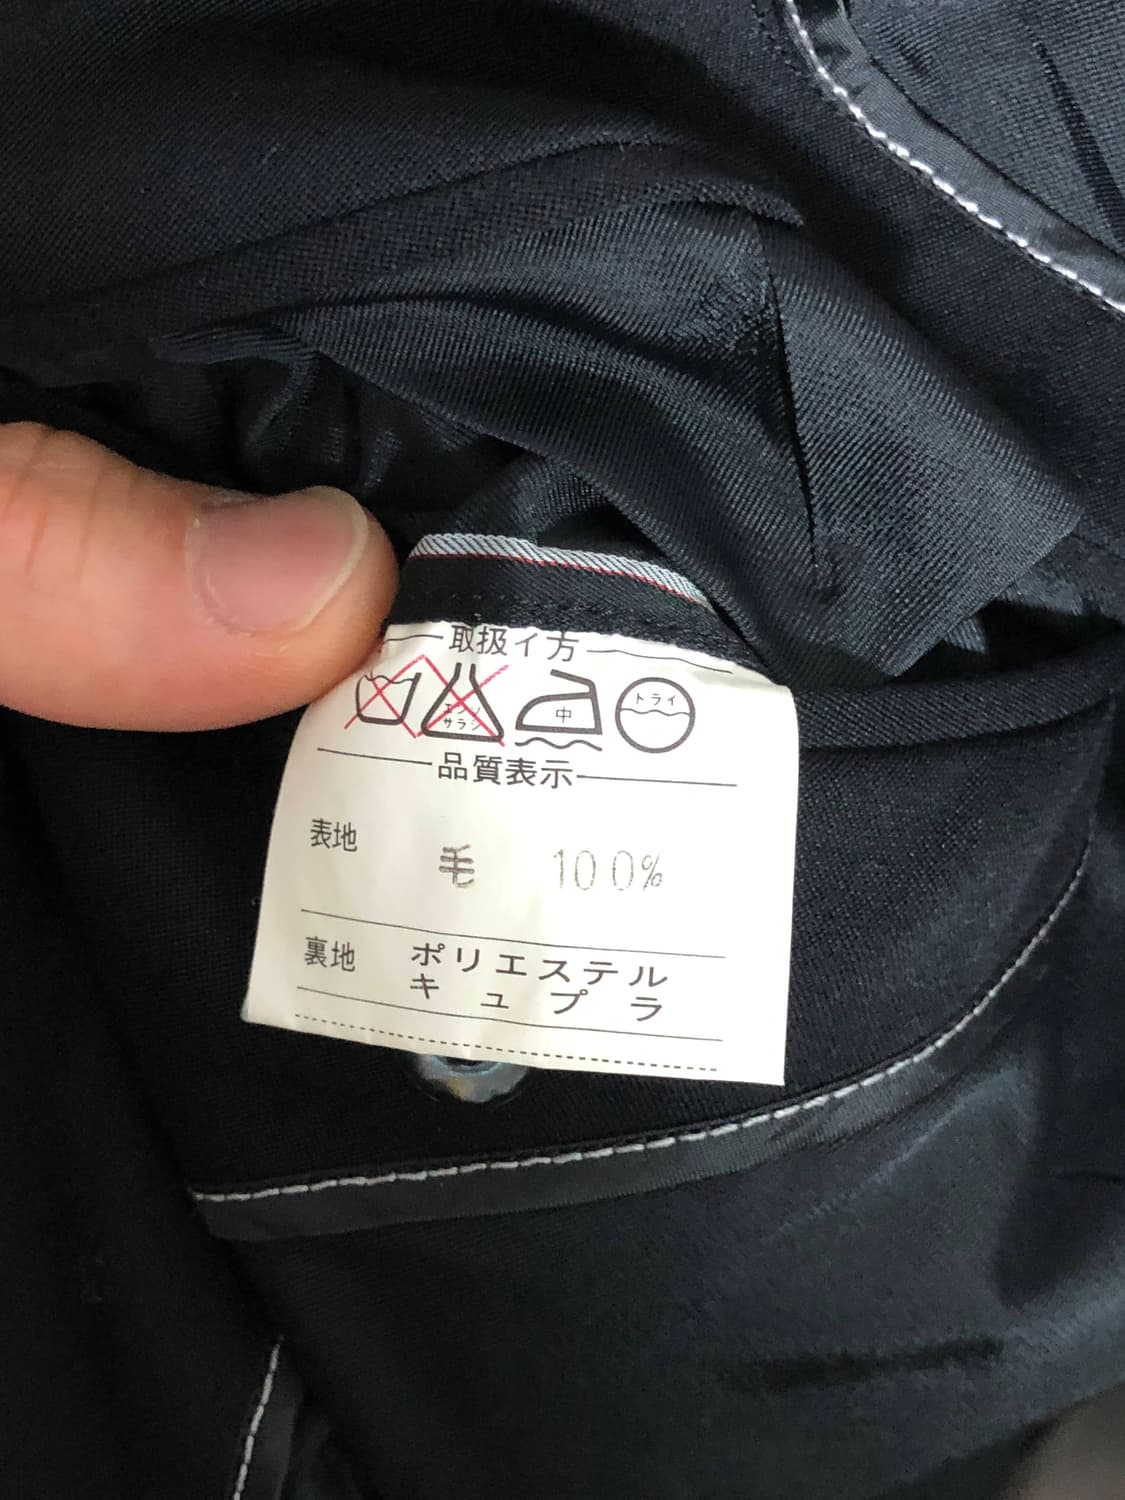 取扱イ方
エンソ
サラシ
中
ドライ
品質表示
表地 毛 100%
裏地 ポリエステル
キュプラ